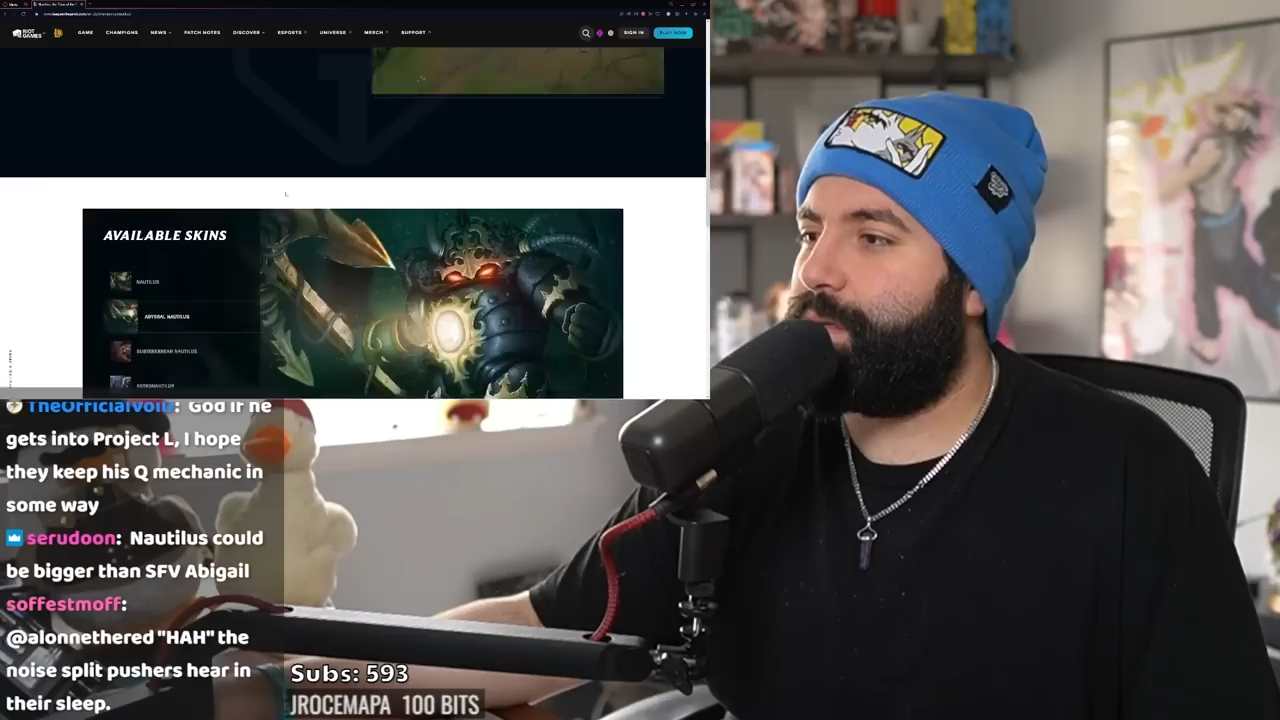 RIOT GAMES
GAME
CHAMPIONS
NEWS
PATCH NOTES
DISCOVER
ESPORTS
UNIVERSE
MERCH
SUPPORT
SIGN IN
PLAY NOW
AVAILABLE SKINS
NAUTILUS
ABYSSAL NAUTILUS
SUBTERRANEAN NAUTILUS
ASTRONAUTILUS
TheOfficialVoid: God if he
gets into Project L, I hope
they keep his Q mechanic in
some way
serudoon: Nautilus could
be bigger than SFV Abigail
soffestmoff:
@alonnethered "HAH" the
noise split pushers hear in
their sleep.
Subs: 593
JROCEMAPA 100 BITS